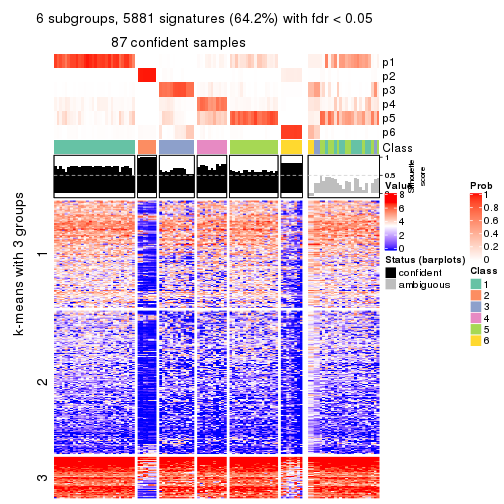 6 subgroups, 5881 signatures (64.2%) with fdr < 0.05
87 confident samples
p1
p2
p3
p4
p5
p6
Class
1
0.5
0
Silhouette
score
k-means with 3 groups
1
2
3
Value
8
6
4
2
0
Status (barplots)
confident
ambiguous
Prob
1
0.8
0.6
0.4
0.2
0
Class
1
2
3
4
5
6